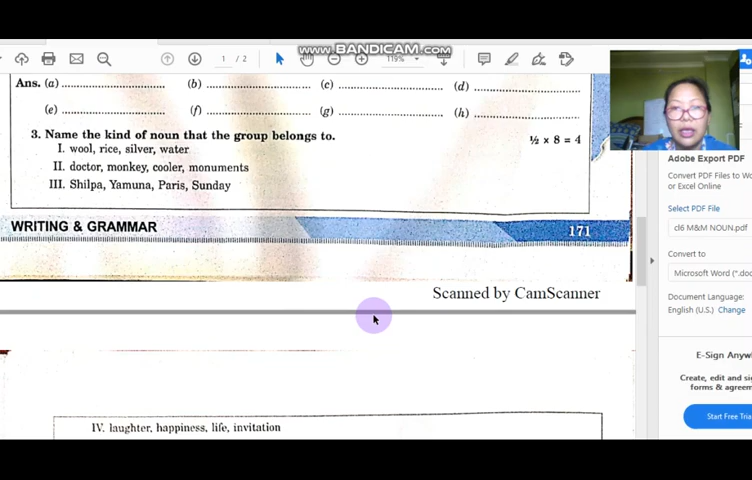 www.BANDICAM.com
1 / 2
119%
Ans. (a) ........................... (b) ........................... (c) ........................... (d) ...........................
(e) ........................... (f) ........................... (g) ........................... (h) ...........................
3. Name the kind of noun that the group belongs to. ½ x 8 = 4
I. wool, rice, silver, water
II. doctor, monkey, cooler, monuments
III. Shilpa, Yamuna, Paris, Sunday
WRITING & GRAMMAR 171
Scanned by CamScanner
IV. laughter, happiness, life, invitation
Adobe Export PDF
Convert PDF Files to Wo
or Excel Online
Select PDF File
cl6 M&M NOUN.pdf
Convert to
Microsoft Word (*.doc
Document Language:
English (U.S.) Change
E-Sign Anyw
Create, edit and sig
forms & agreem
Start Free Tria